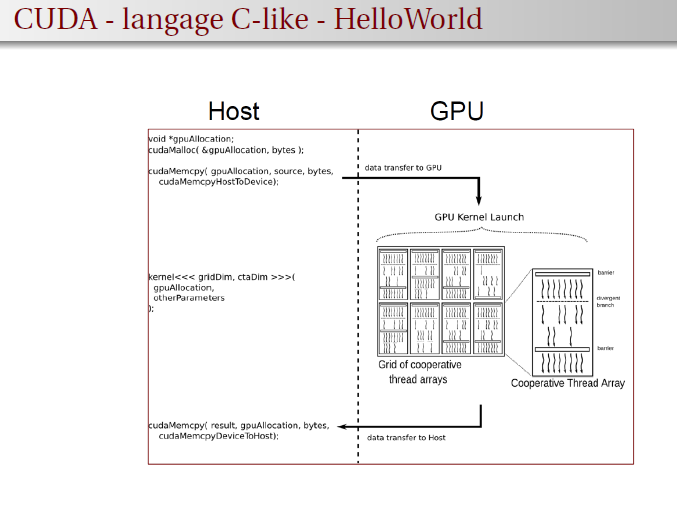 CUDA - langage C-like - HelloWorld
Host
GPU
void *gpuAllocation;
cudaMalloc( &gpuAllocation, bytes );
cudaMemcpy( gpuAllocation, source, bytes,
cudaMemcpyHostToDevice);
data transfer to GPU
GPU Kernel Launch
kernel<<< gridDim, ctaDim >>>(
gpuAllocation,
otherParameters
);
barrier
divergent
branch
barrier
Grid of cooperative
thread arrays
Cooperative Thread Array
cudaMemcpy( result, gpuAllocation, bytes,
cudaMemcpyDeviceToHost);
data transfer to Host